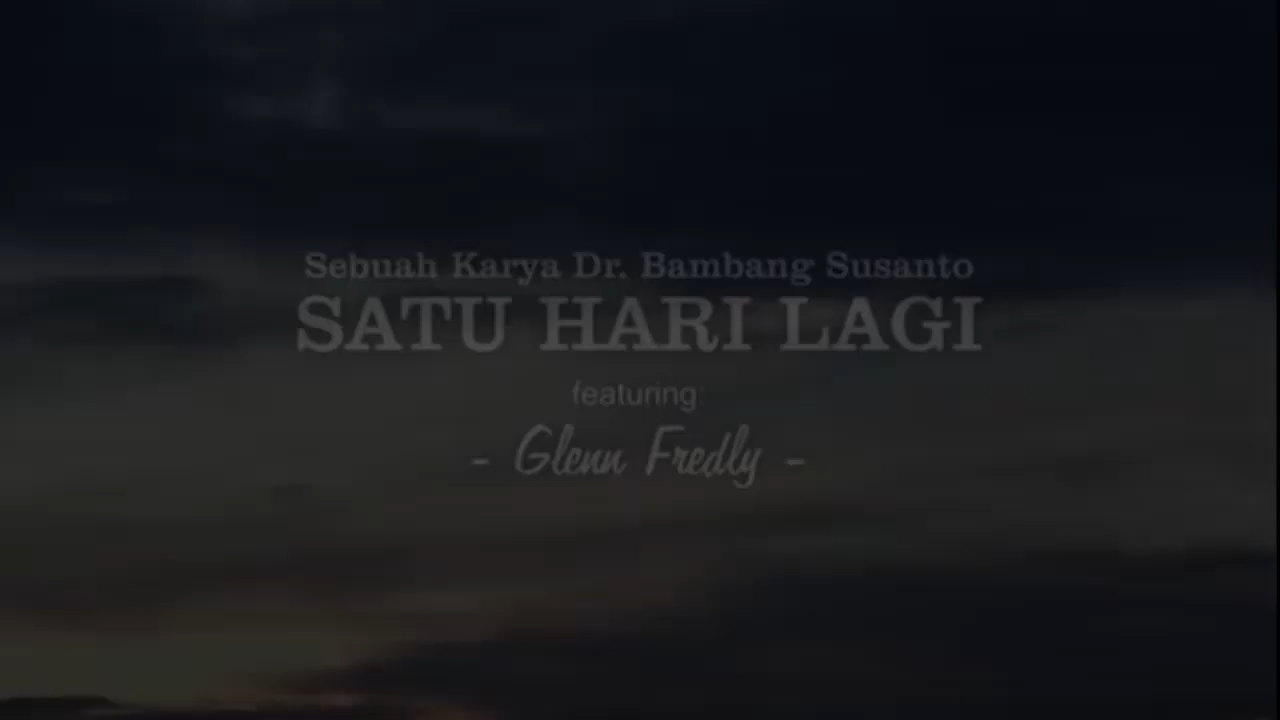 Sebuah Karya Dr. Bambang Susanto
SATU HARI LAGI
featuring:
- Glenn Fredly -